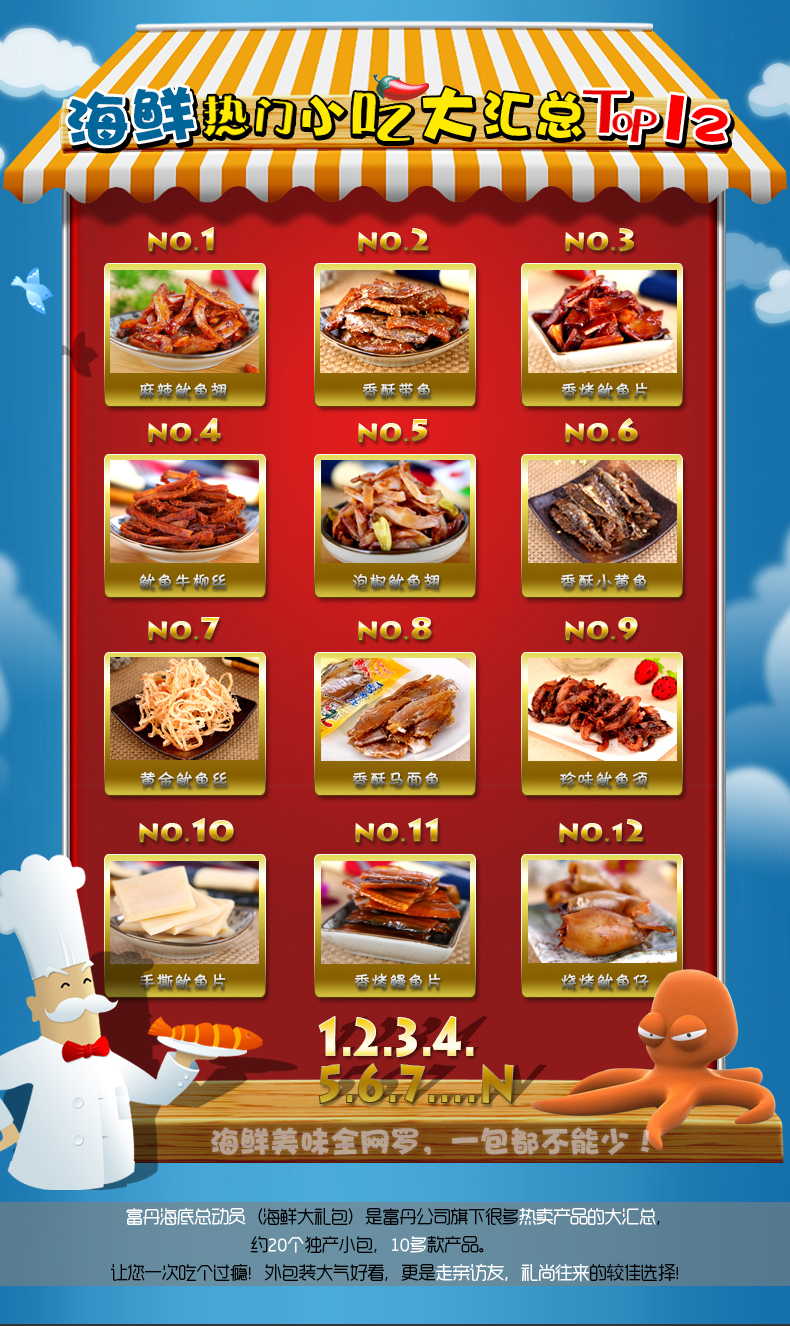 海鲜热门小吃大汇总Top12
NO.1 NO.2 NO.3
麻辣鱿鱼翅 香酥带鱼 香烤鱿鱼片
NO.4 NO.5 NO.6
鱿鱼牛柳丝 泡椒鱿鱼翅 香酥小黄鱼
NO.7 NO.8 NO.9
黄金鱿鱼丝 香酥马面鱼 珍味鱿鱼须
NO.10 NO.11 NO.12
手撕鱿鱼片 香烤鳗鱼片 烧烤鱿鱼仔
1.2.3.4.
5.6.7....N
海鲜美味全网罗，一包都不能少！
富丹海底总动员（海鲜大礼包）是富丹公司旗下很多热卖产品的大汇总，
约20个独产小包，10多款产品。
让您一次吃个过瘾！外包装大气好看，更是走亲访友，礼尚往来的较佳选择！